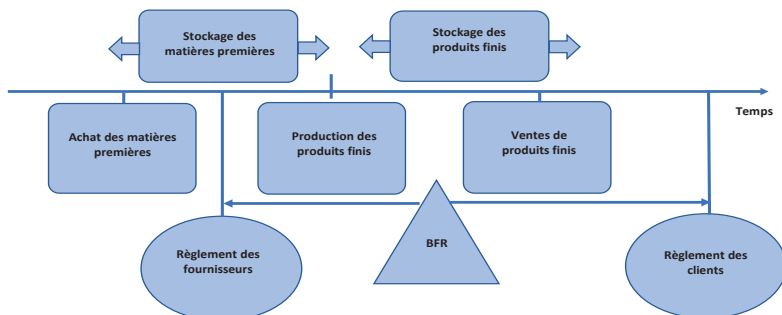 Stockage des
matières premières
Stockage des
produits finis
Temps
Achat des matières
premières
Production des
produits finis
Ventes de
produits finis
Règlement des
fournisseurs
BFR
Règlement des
clients